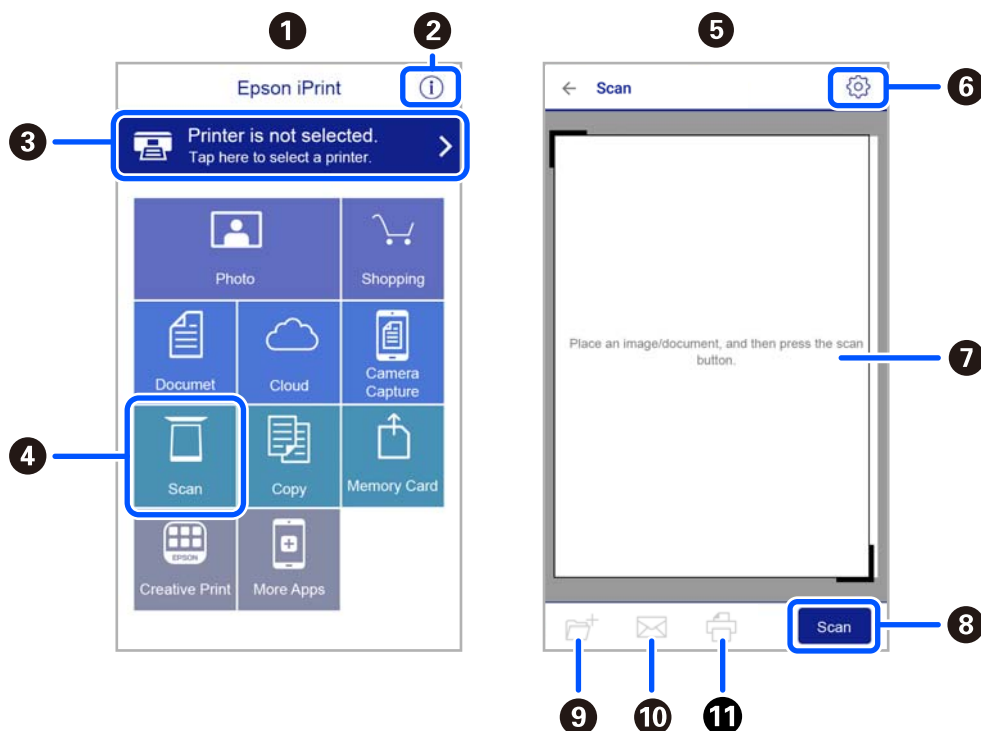 1
2
5
Epson iPrint
Scan
6
3
Printer is not selected.
Tap here to select a printer.
Photo
Shopping
Place an image/document, and then press the scan
button.
7
Documet
Cloud
Camera
Capture
4
Scan
Copy
Memory Card
EPSON
Creative Print
More Apps
Scan
8
9
10
11